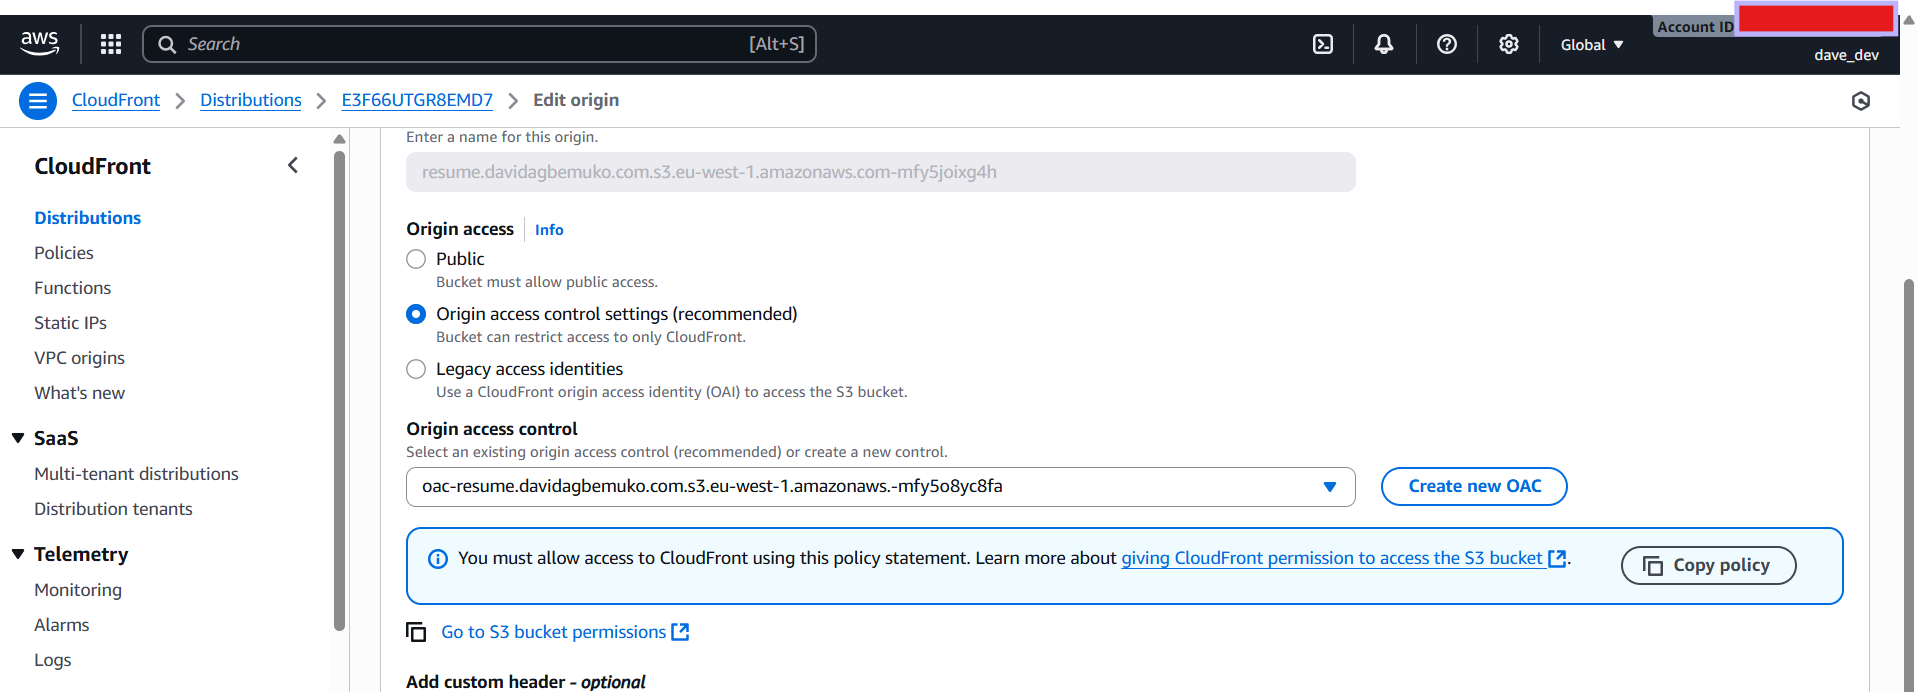 aws
Search
[Alt+S]
Global
Account ID
dave_dev
CloudFront
Distributions
E3F66UTGR8EMD7
Edit origin
CloudFront
Distributions
Policies
Functions
Static IPs
VPC origins
What's new
SaaS
Multi-tenant distributions
Distribution tenants
Telemetry
Monitoring
Alarms
Logs
Enter a name for this origin.
resume.davidagbemuko.com.s3.eu-west-1.amazonaws.com-mfy5joixg4h
Origin access
Info
Public
Bucket must allow public access.
Origin access control settings (recommended)
Bucket can restrict access to only CloudFront.
Legacy access identities
Use a CloudFront origin access identity (OAI) to access the S3 bucket.
Origin access control
Select an existing origin access control (recommended) or create a new control.
oac-resume.davidagbemuko.com.s3.eu-west-1.amazonaws.-mfy5o8yc8fa
Create new OAC
You must allow access to CloudFront using this policy statement. Learn more about giving CloudFront permission to access the S3 bucket.
Copy policy
Go to S3 bucket permissions
Add custom header - optional